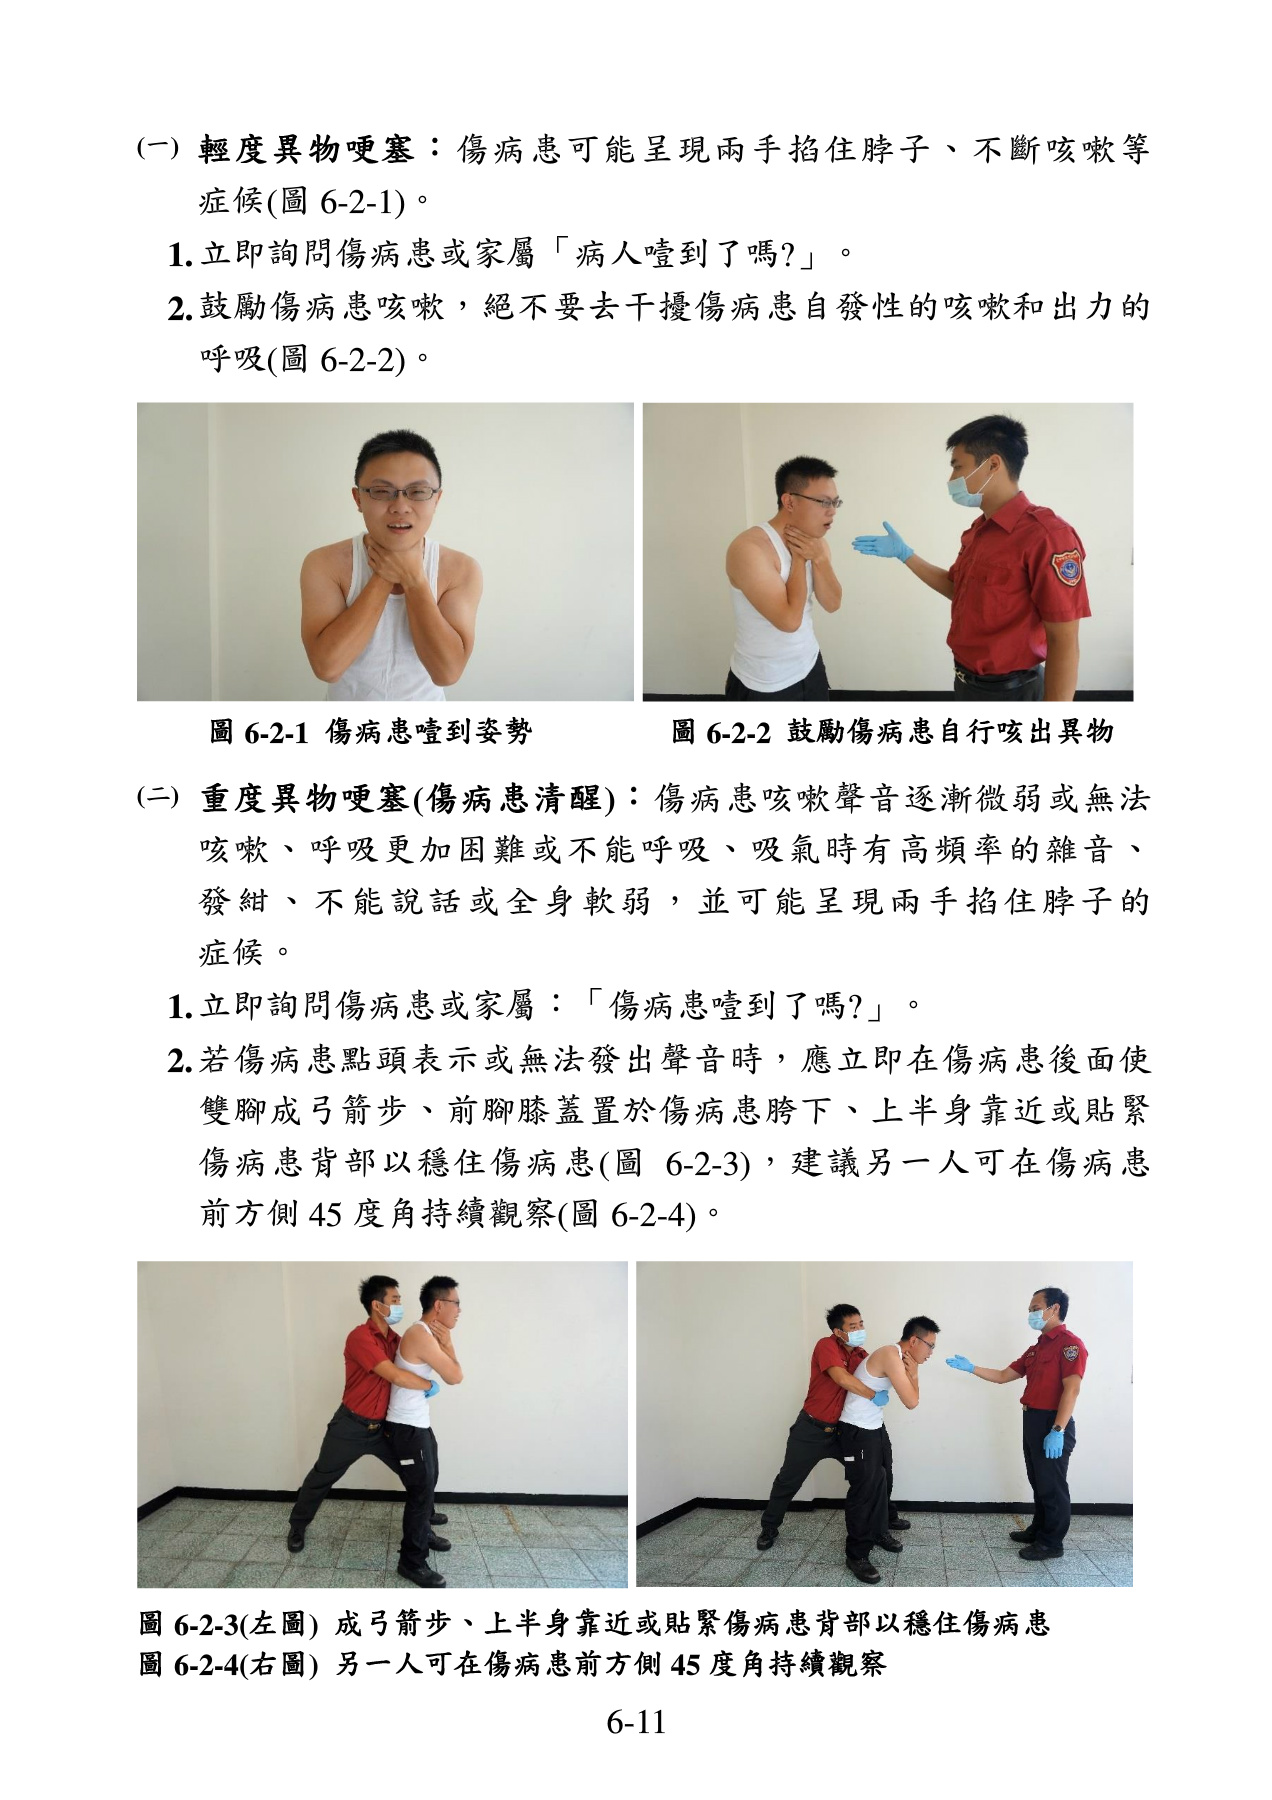 (一) 輕度異物哽塞：傷病患可能呈現兩手掐住脖子、不斷咳嗽等
症候(圖 6-2-1)。
1.立即詢問傷病患或家屬「病人噎到了嗎?」。
2.鼓勵傷病患咳嗽，絕不要去干擾傷病患自發性的咳嗽和出力的
呼吸(圖 6-2-2)。
圖 6-2-1 傷病患噎到姿勢
圖 6-2-2 鼓勵傷病患自行咳出異物
(二) 重度異物哽塞(傷病患清醒)：傷病患咳嗽聲音逐漸微弱或無法
咳嗽、呼吸更加困難或不能呼吸、吸氣時有高頻率的雜音、
發紺、不能說話或全身軟弱，並可能呈現兩手掐住脖子的
症候。
1.立即詢問傷病患或家屬：「傷病患噎到了嗎?」。
2.若傷病患點頭表示或無法發出聲音時，應立即在傷病患後面使
雙腳成弓箭步、前腳膝蓋置於傷病患胯下、上半身靠近或貼緊
傷病患背部以穩住傷病患(圖 6-2-3)，建議另一人可在傷病患
前方側 45 度角持續觀察(圖 6-2-4)。
圖 6-2-3(左圖) 成弓箭步、上半身靠近或貼緊傷病患背部以穩住傷病患
圖 6-2-4(右圖) 另一人可在傷病患前方側 45 度角持續觀察
6-11